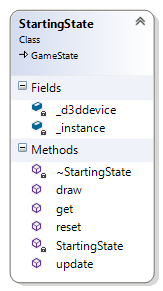 StartingState
Class
GameState
Fields
_d3ddevice
_instance
Methods
~StartingState
draw
get
reset
StartingState
update